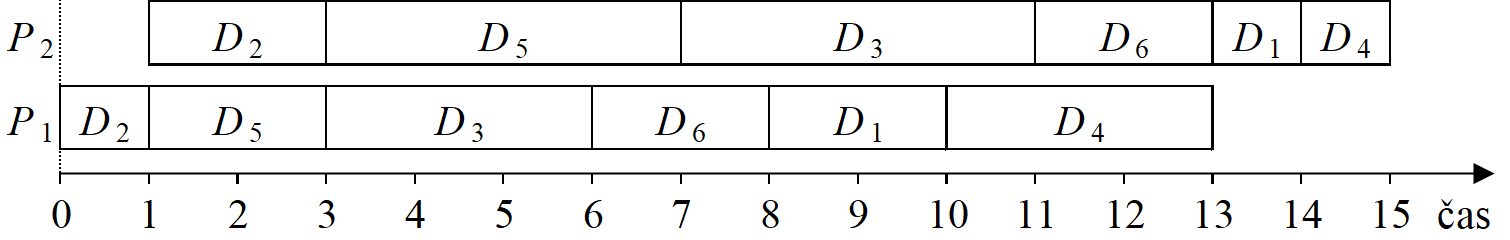 P₂ D₂ D₅ D₃ D₆ D₁ D₄
P₁ D₂ D₅ D₃ D₆ D₁ D₄
0 1 2 3 4 5 6 7 8 9 10 11 12 13 14 15 čas